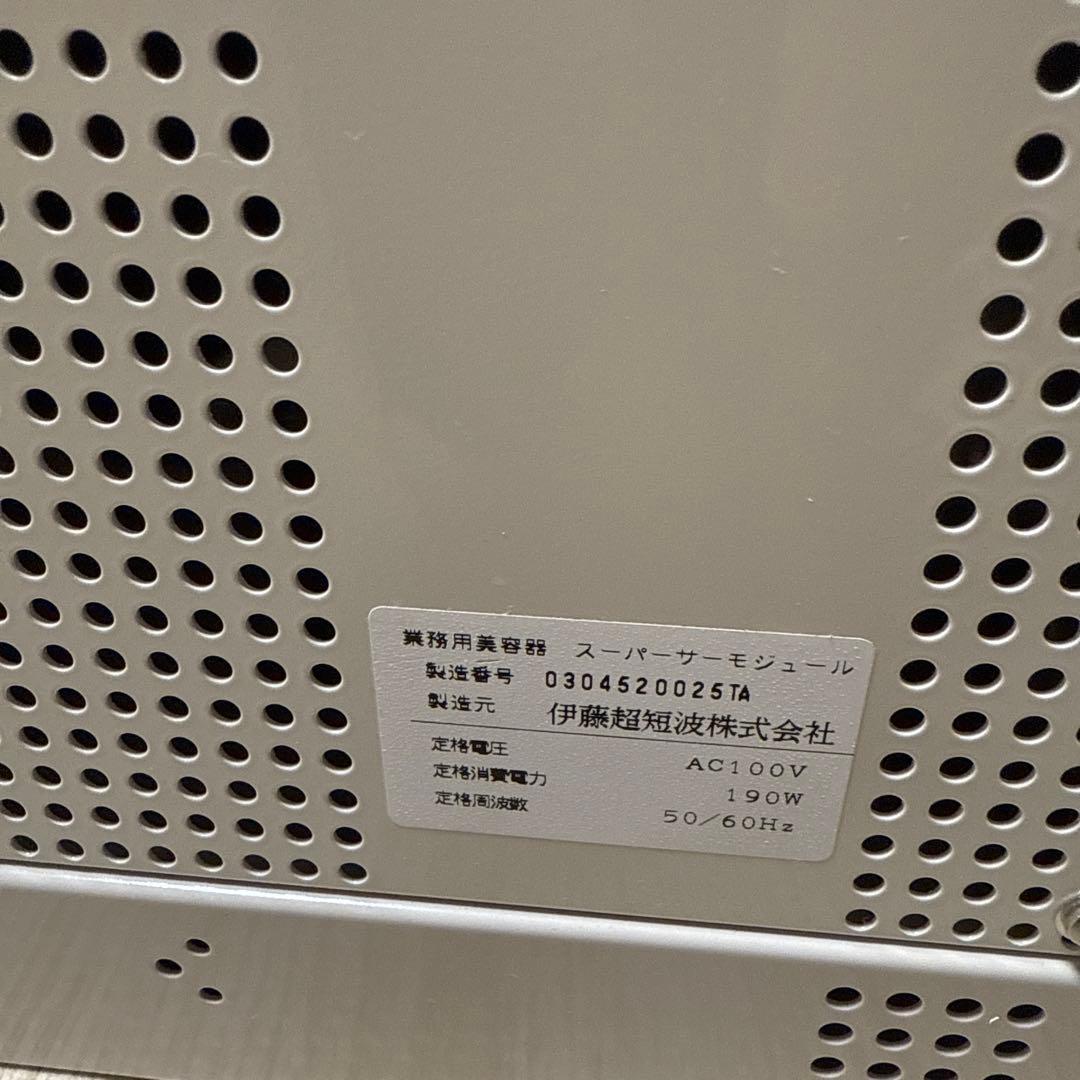 業務用美容器 スーパーサーモジュール
製造番号 0304520025TA
製造元 伊藤超短波株式会社
定格電圧 AC100V
定格消費電力 190W
定格周波数 50/60Hz